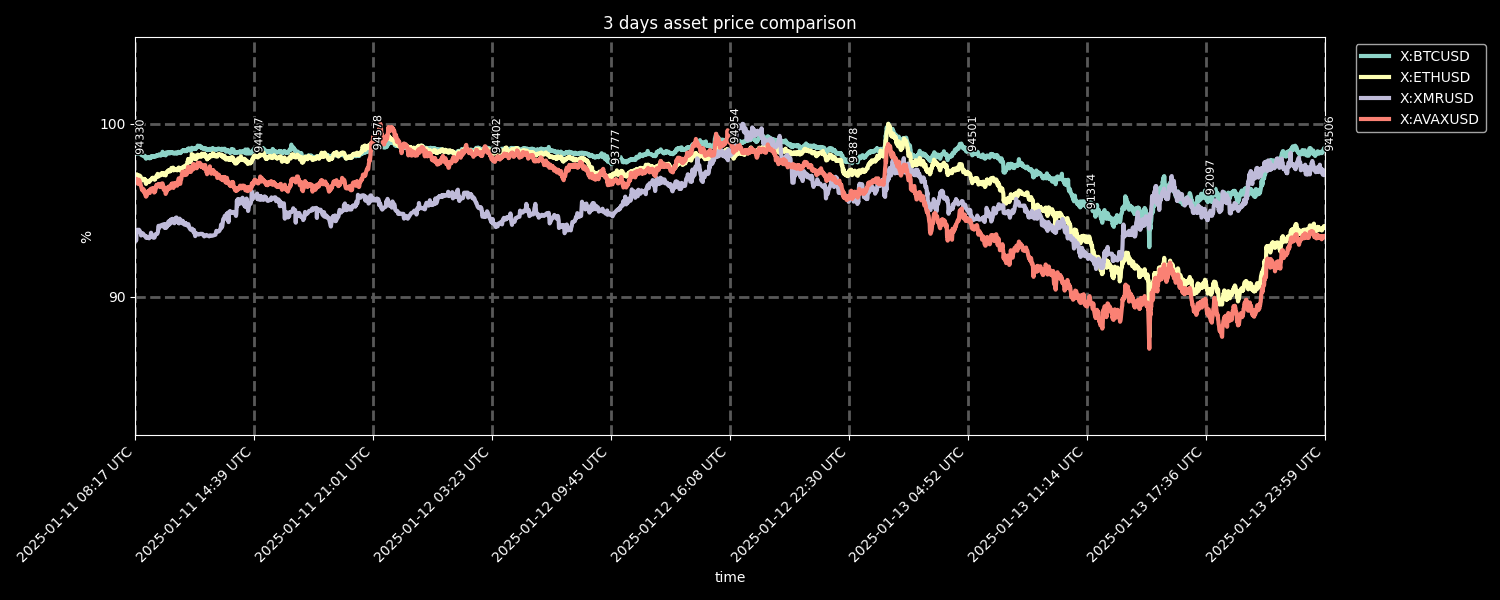 3 days asset price comparison
X:BTCUSD
X:ETHUSD
X:XMRUSD
X:AVAXUSD
100
90
%
94330
94447
94578
94402
93777
94954
93878
94501
91314
92097
94506
2025-01-11 08:17 UTC
2025-01-11 14:39 UTC
2025-01-11 21:01 UTC
2025-01-12 03:23 UTC
2025-01-12 09:45 UTC
2025-01-12 16:08 UTC
2025-01-12 22:30 UTC
2025-01-13 04:52 UTC
2025-01-13 11:14 UTC
2025-01-13 17:36 UTC
2025-01-13 23:59 UTC
time